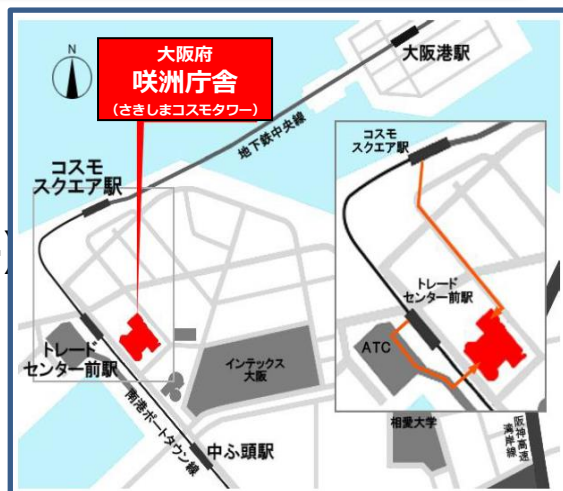 N
大阪府
咲洲庁舎
（さきしまコスモタワー）
大阪港駅
地下鉄中央線
コスモ
スクエア駅
トレード
センター前駅
インテックス
大阪
南港ポートタウン線
中ふ頭駅
コスモ
スクエア駅
トレード
センター前駅
ATC
相愛大学
阪神高速
湾岸線
)